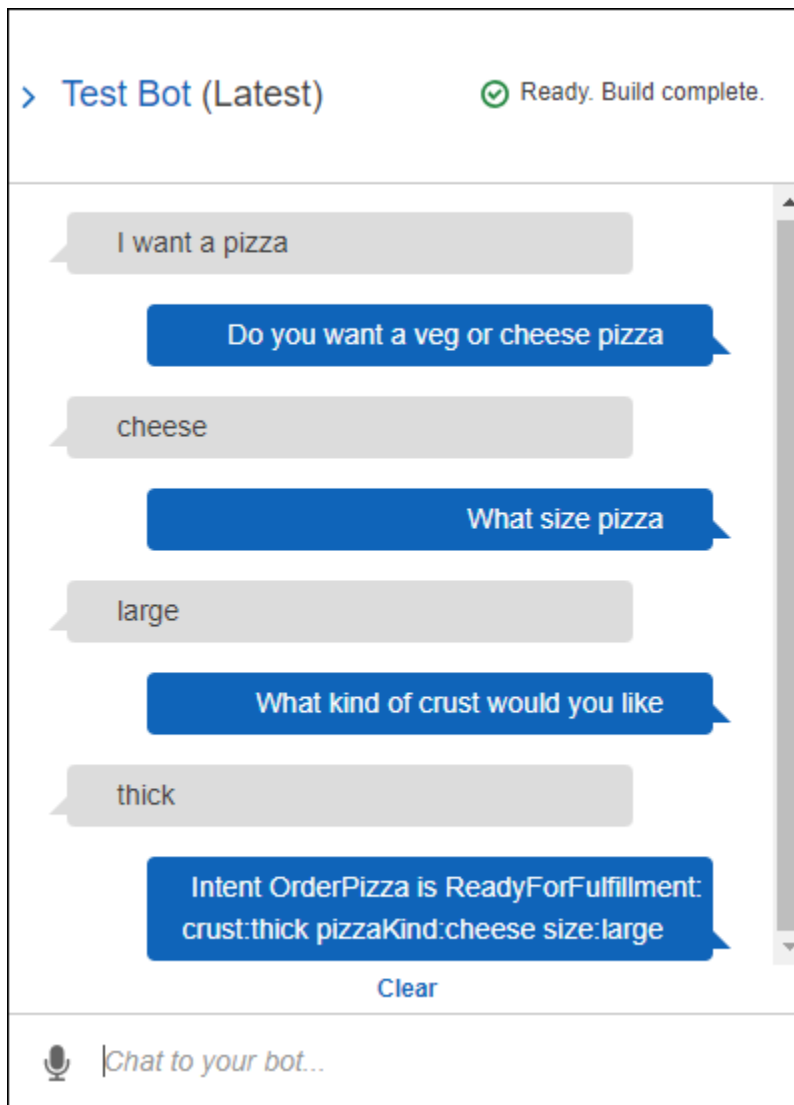 Test Bot (Latest)
Ready. Build complete.
I want a pizza
Do you want a veg or cheese pizza
cheese
What size pizza
large
What kind of crust would you like
thick
Intent OrderPizza is ReadyForFulfillment:
crust:thick pizzaKind:cheese size:large
Clear
Chat to your bot...